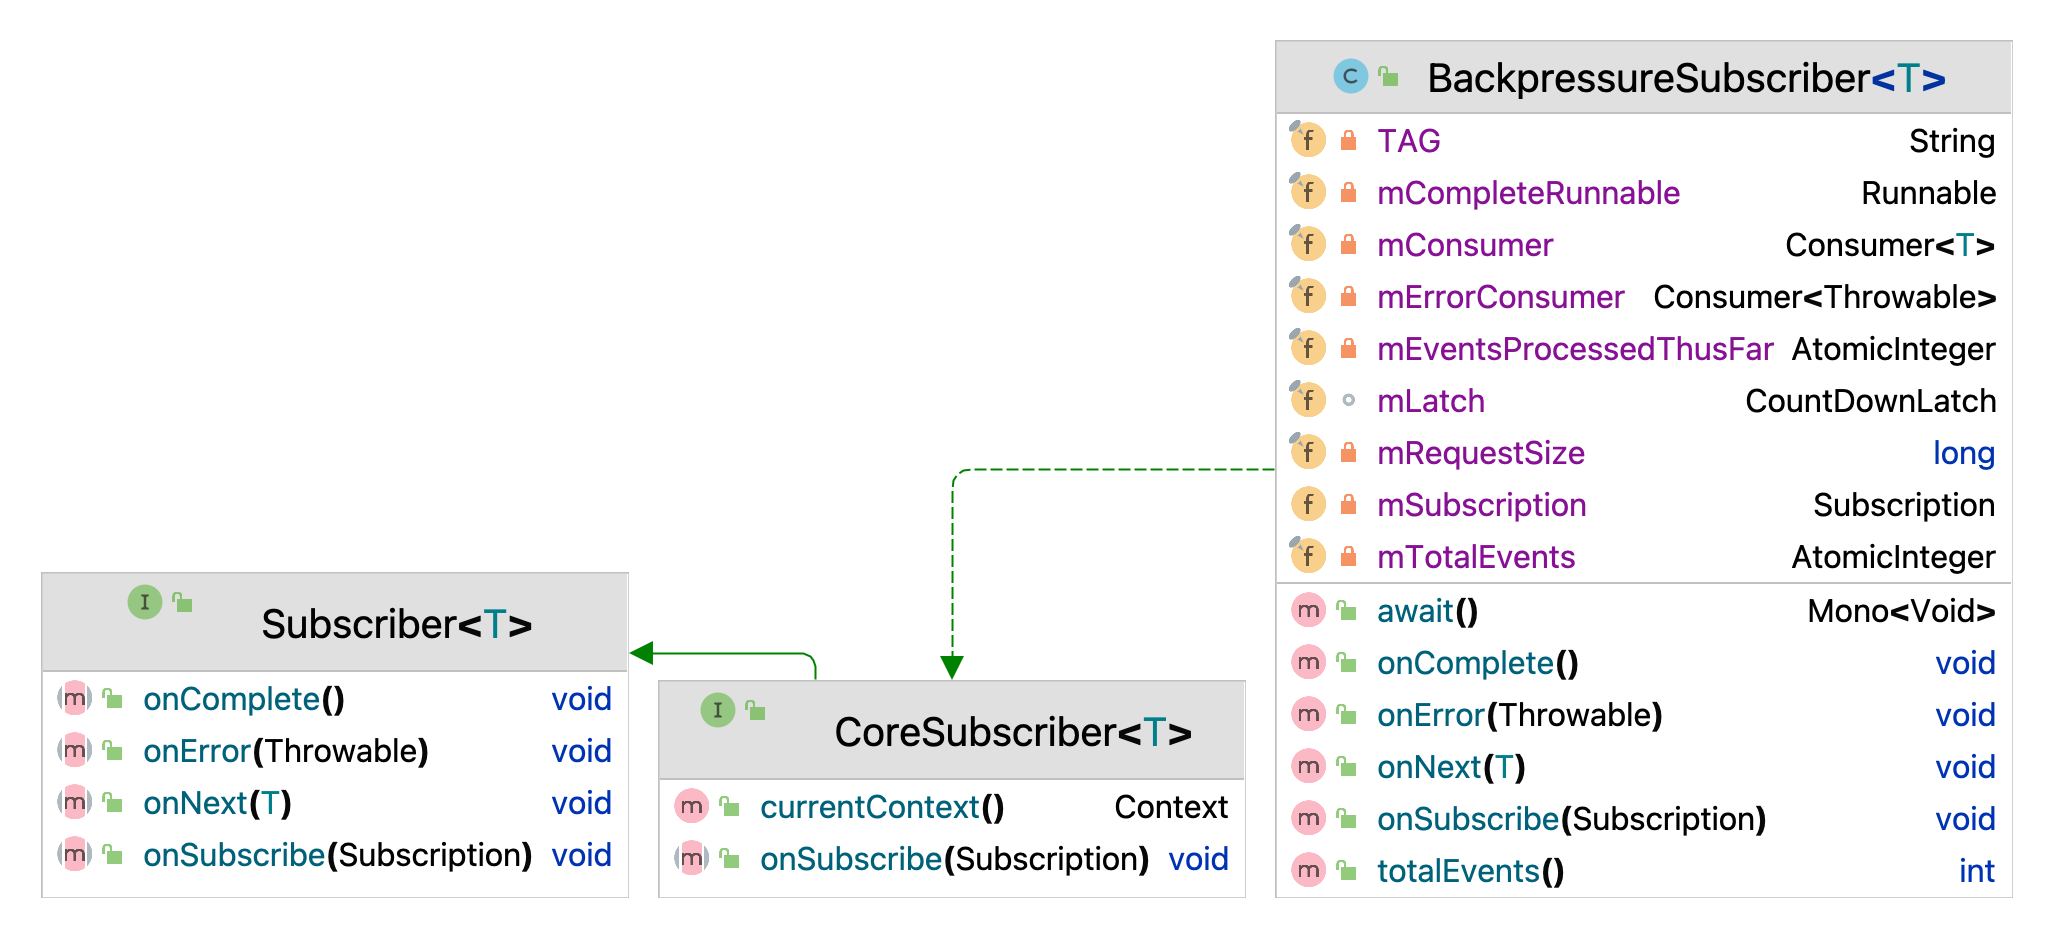 C BackpressureSubscriber<T>
f TAG String
f mCompleteRunnable Runnable
f mConsumer Consumer<T>
f mErrorConsumer Consumer<Throwable>
f mEventsProcessedThusFar AtomicInteger
f mLatch CountDownLatch
f mRequestSize long
f mSubscription Subscription
f mTotalEvents AtomicInteger
m await() Mono<Void>
m onComplete() void
m onError(Throwable) void
m onNext(T) void
m onSubscribe(Subscription) void
m totalEvents() int
I Subscriber<T>
m onComplete() void
m onError(Throwable) void
m onNext(T) void
m onSubscribe(Subscription) void
I CoreSubscriber<T>
m currentContext() Context
m onSubscribe(Subscription) void